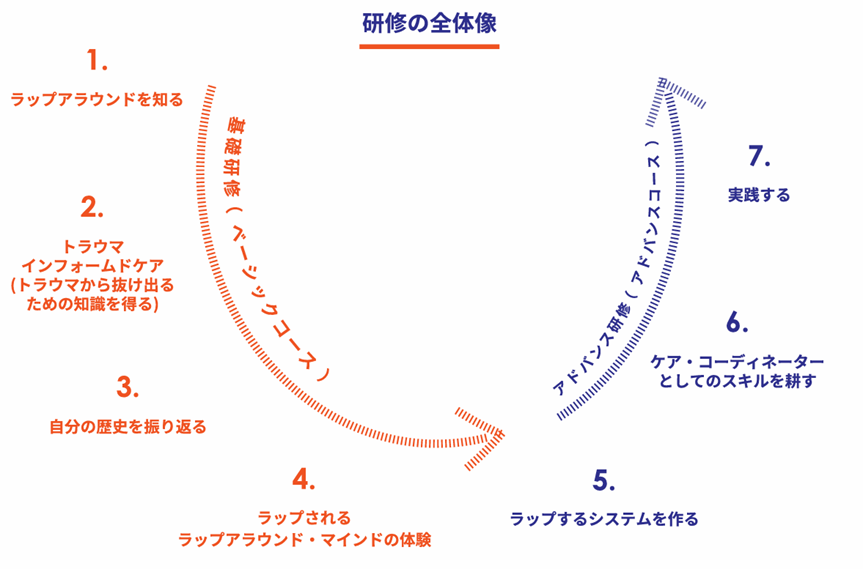 研修の全体像
1.
ラップアラウンドを知る
2.
トラウマ
インフォームドケア
(トラウマから抜け出る
ための知識を得る)
3.
自分の歴史を振り返る
4.
ラップされる
ラップアラウンド・マインドの体験
基礎研修（ベーシックコース）
5.
ラップするシステムを作る
6.
ケア・コーディネーター
としてのスキルを耕す
7.
実践する
アドバンス研修（アドバンスコース）